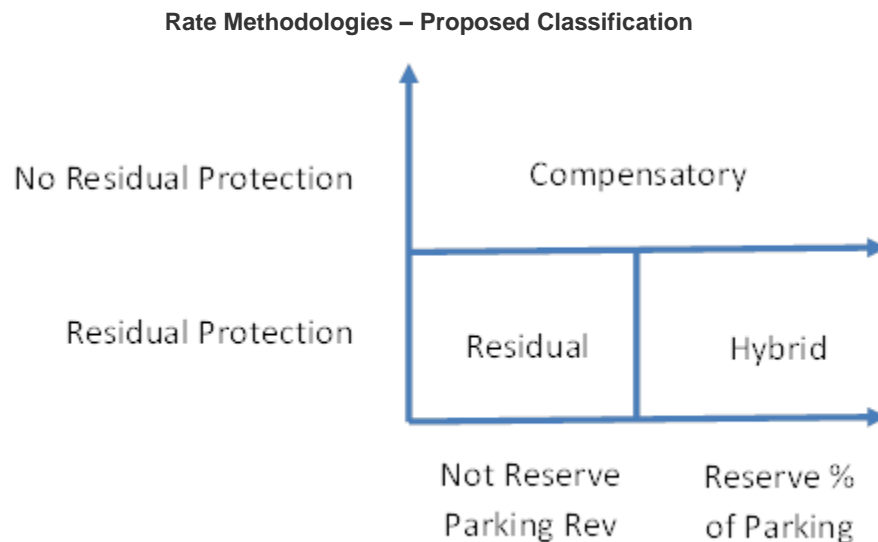 Rate Methodologies – Proposed Classification
No Residual Protection
Compensatory
Residual Protection
Residual
Hybrid
Not Reserve
Parking Rev
Reserve %
of Parking